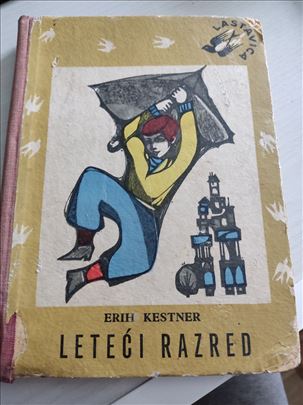 LASTAVICA
ERIH KESTNER
LETEĆI RAZRED